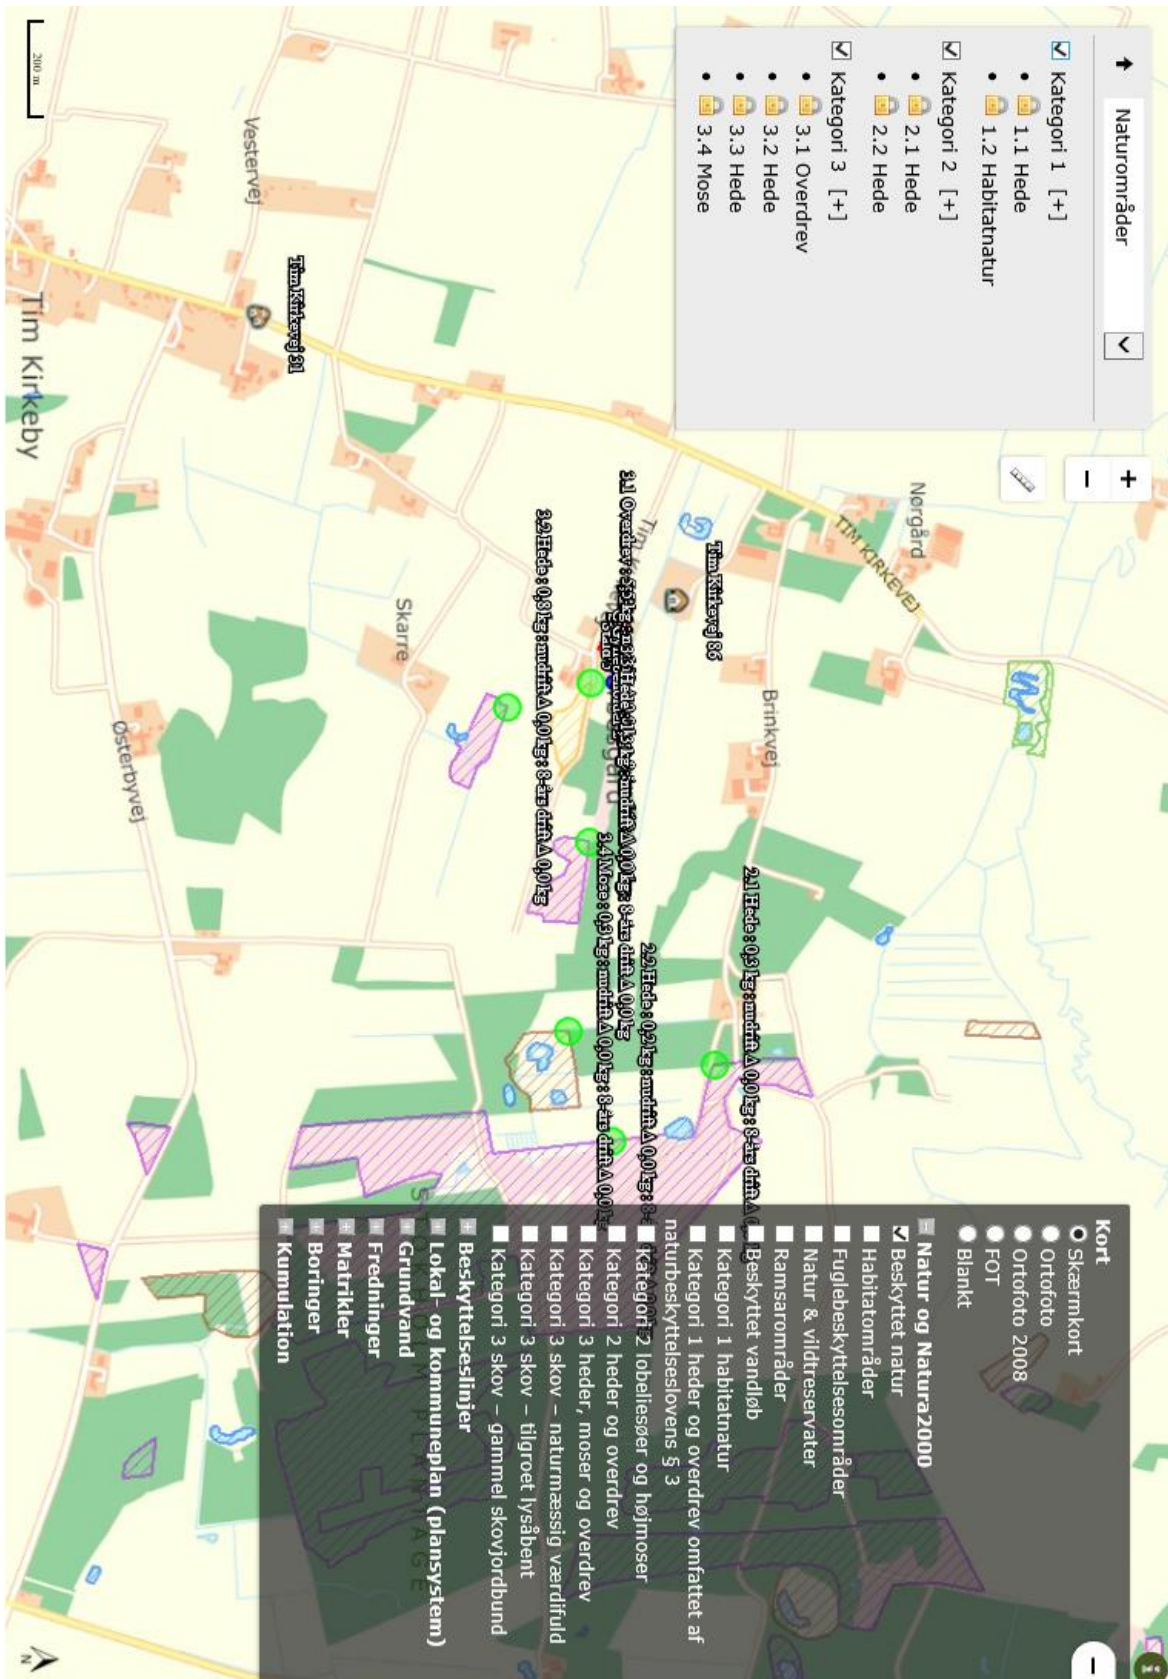 Naturområder
Kategori 1 [+]
1.1 Hede
1.2 Habitatnatur
Kategori 2 [+]
2.1 Hede
2.2 Hede
Kategori 3 [+]
3.1 Overdrev
3.2 Hede
3.3 Hede
3.4 Mose
+
−
200 m
Vestervej
Tim Kirkevej 31
Tim Kirkeby
Nørgård
TIM KIRKEVEJ
Tim Kirkevej 86
Brinkvej
Skarre
Østerbyvej
3.2 Hede : 0,8 kg : nudrift Δ 0,0 kg : 8-års drift Δ 0,0 kg
3.4 Mose : 0,3 kg : nudrift Δ 0,0 kg : 8-års drift Δ 0,0 kg
2.2 Hede : 0,2 kg : nudrift Δ 0,0 kg : 8-
2.1 Hede : 0,3 kg : nudrift Δ 0,0 kg : 8-års drift Δ
STOKHOLM PLANTAGE
Kort
Skærmkort
Ortofoto
Ortofoto 2008
FOT
Blankt
Natur og Natura2000
Beskyttet natur
Habitatområder
Fuglebeskyttelsesområder
Natur & vildtreservater
Ramsarområder
Beskyttet vandløb
Kategori 1 habitatnatur
Kategori 1 heder og overdrev omfattet af
naturbeskyttelseslovens § 3
Kategori 2 lobeliesøer og højmoser
Kategori 2 heder og overdrev
Kategori 3 heder, moser og overdrev
Kategori 3 skov – naturmæssig værdifuld
Kategori 3 skov – tilgroet lysåbent
Kategori 3 skov – gammel skovjordbund
Beskyttelseslinjer
Lokal- og kommuneplan (plansystem)
Grundvand
Fredninger
Matrikler
Boringer
Kumulation
N